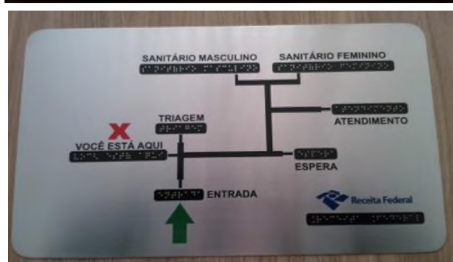 SANITÁRIO MASCULINO
SANITÁRIO FEMININO
TRIAGEM
ATENDIMENTO
X
VOCÊ ESTÁ AQUI
ESPERA
ENTRADA
Receita Federal